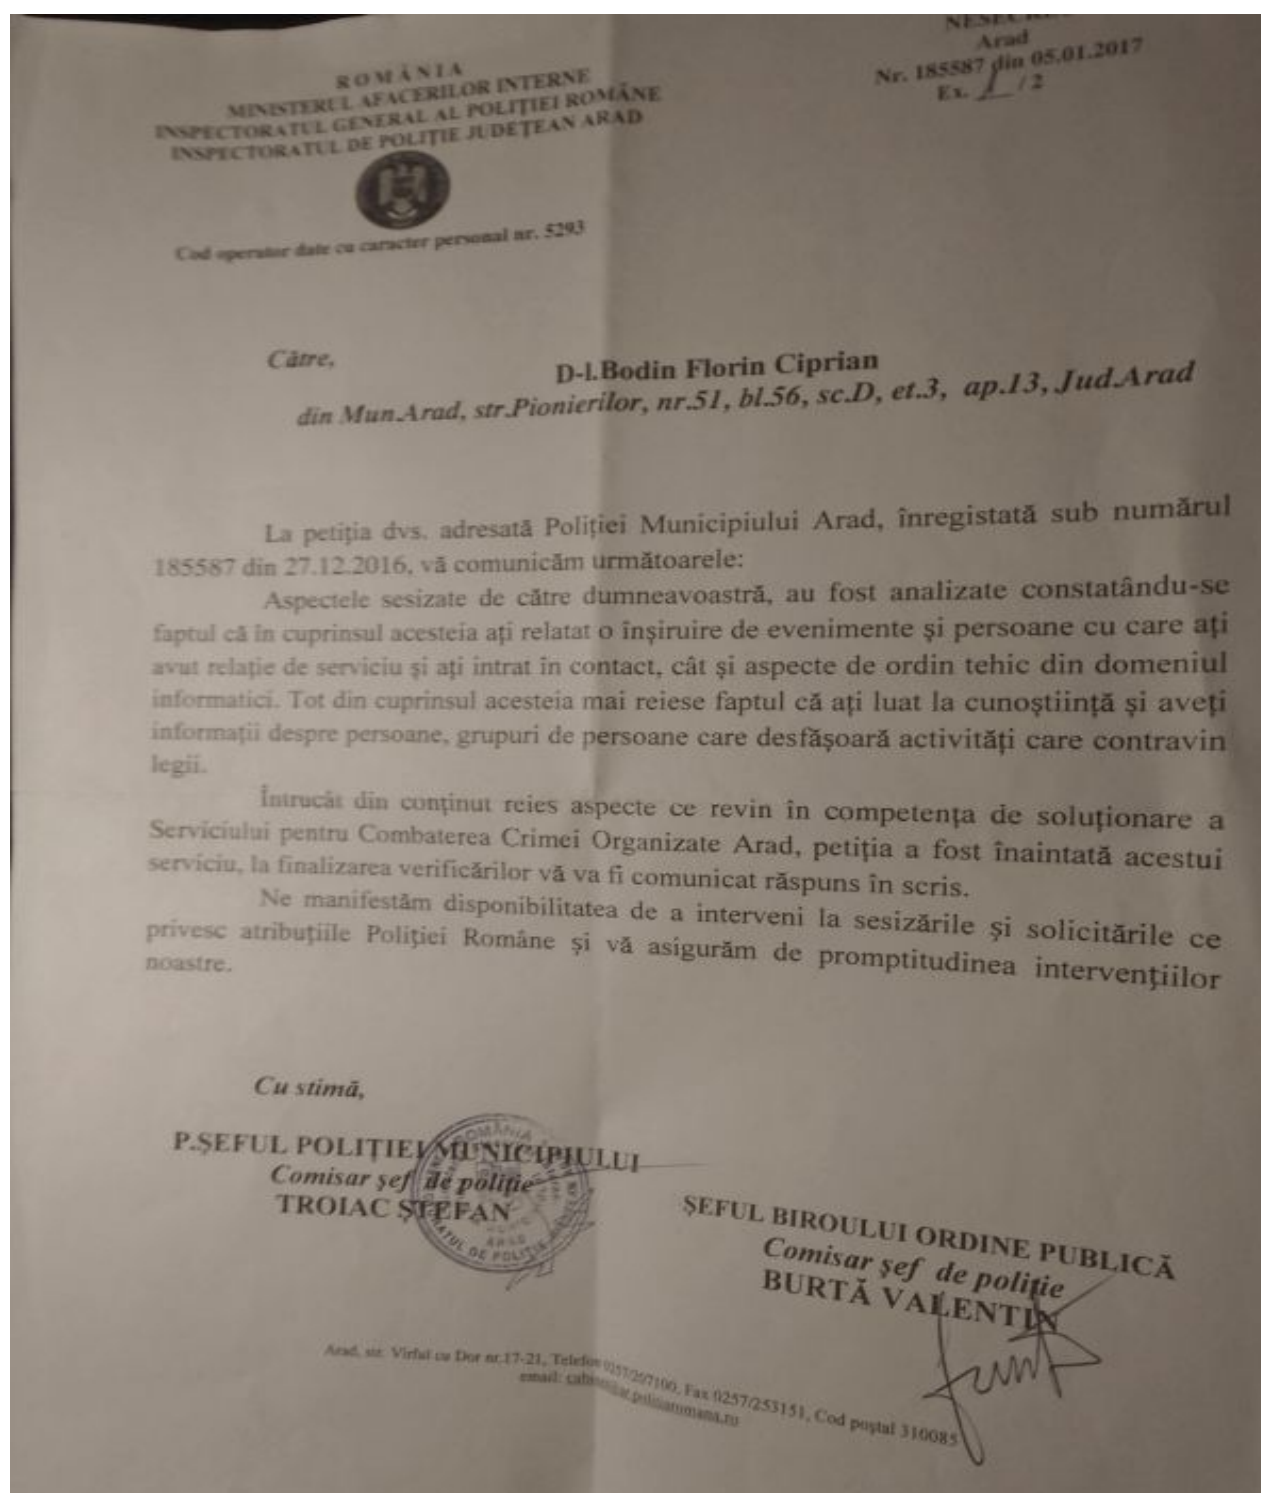 NESECRET
Arad
Nr. 185587 din 05.01.2017
Ex. 1 / 2
ROMÂNIA
MINISTERUL AFACERILOR INTERNE
INSPECTORATUL GENERAL AL POLIȚIEI ROMÂNE
INSPECTORATUL DE POLIȚIE JUDEȚEAN ARAD
Cod operator date cu caracter personal nr. 5293
Către,
D-l.Bodin Florin Ciprian
din Mun.Arad, str.Pionierilor, nr.51, bl.56, sc.D, et.3, ap.13, Jud.Arad
La petiția dvs. adresată Poliției Municipiului Arad, înregistată sub numărul
185587 din 27.12.2016, vă comunicăm următoarele:
Aspectele sesizate de către dumneavoastră, au fost analizate constatându-se
faptul că în cuprinsul acesteia ați relatat o înșiruire de evenimente și persoane cu care ați
avut relație de serviciu și ați intrat în contact, cât și aspecte de ordin tehic din domeniul
informatici. Tot din cuprinsul acesteia mai reiese faptul că ați luat la cunoștiință și aveți
informații despre persoane, grupuri de persoane care desfășoară activități care contravin
legii.
Întrucât din conținut reies aspecte ce revin în competența de soluționare a
Serviciului pentru Combaterea Crimei Organizate Arad, petiția a fost înaintată acestui
serviciu, la finalizarea verificărilor vă va fi comunicat răspuns în scris.
Ne manifestăm disponibilitatea de a interveni la sesizările și solicitările ce
privesc atribuțiile Poliției Române și vă asigurăm de promptitudinea intervențiilor
noastre.
Cu stimă,
P.ȘEFUL POLIȚIEI MUNICIPIULUI
Comisar șef de poliție
TROIAC ȘTEFAN
ROMÂNIA
ARAD
ȘEFUL BIROULUI ORDINE PUBLICĂ
Comisar șef de poliție
BURTĂ VALENTIN
Arad, str. Vîrful cu Dor nr.17-21, Telefon 0257/207100, Fax 0257/253151, Cod poștal 310085
email: